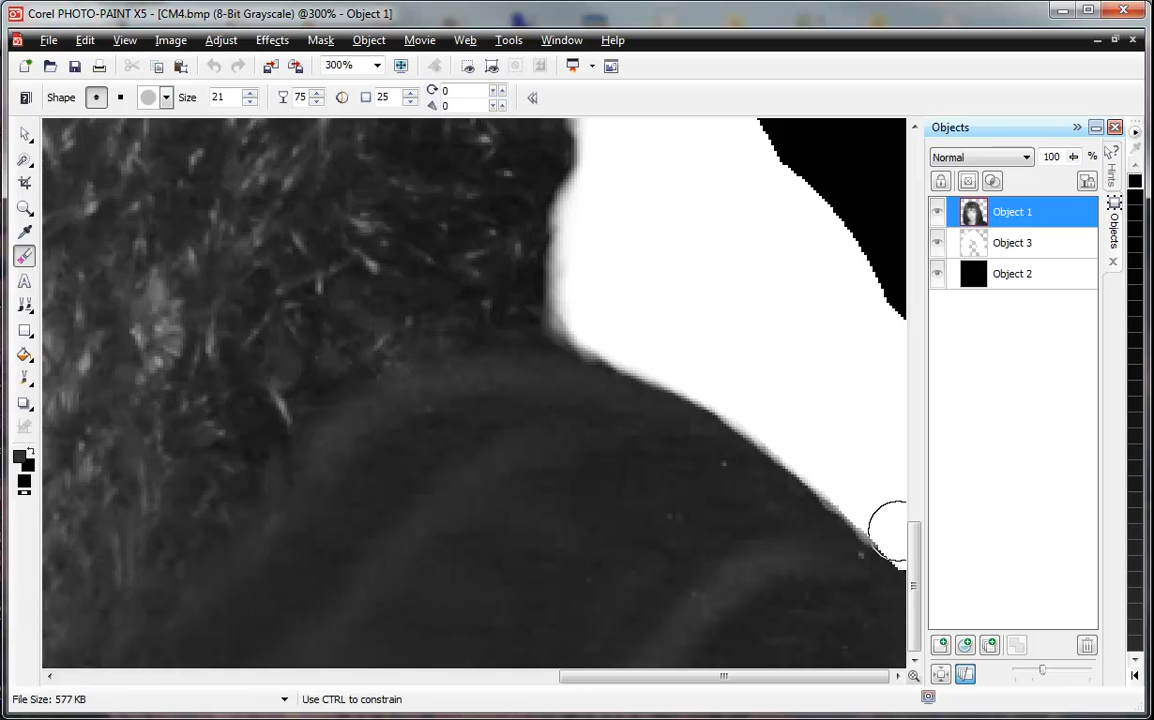 Corel PHOTO-PAINT X5 - [CM4.bmp (8-Bit Grayscale) @300% - Object 1]
File Edit View Image Adjust Effects Mask Object Movie Web Tools Window Help
300%
Shape Size 21 75 25 0
0
Objects
Normal 100 %
Hints
Objects
Object 1
Object 3
Object 2
File Size: 577 KB Use CTRL to constrain